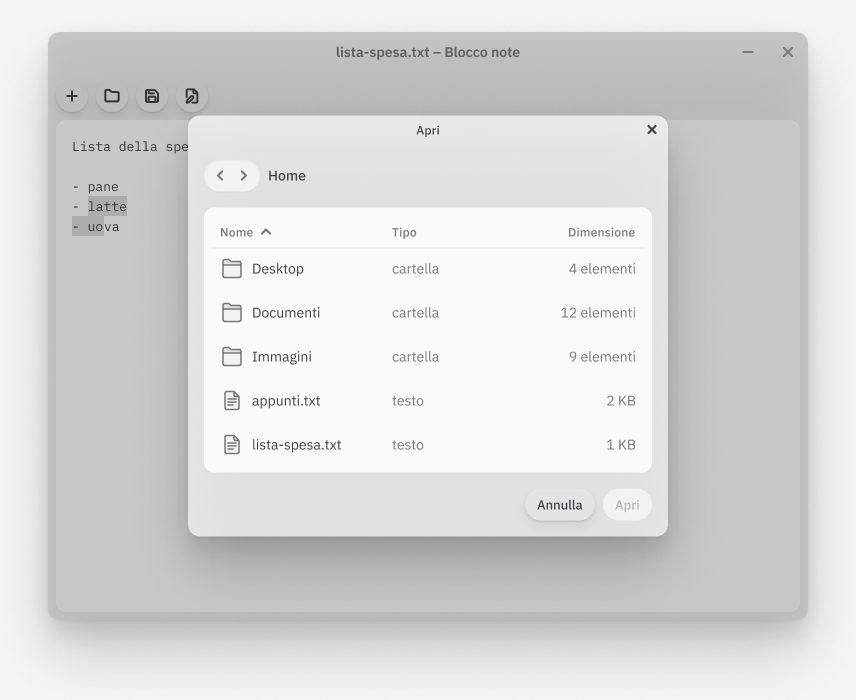 lista-spesa.txt – Blocco note
Lista della spe
- pane
- latte
- uova
Apri
Home
Nome Tipo Dimensione
Desktop cartella 4 elementi
Documenti cartella 12 elementi
Immagini cartella 9 elementi
appunti.txt testo 2 KB
lista-spesa.txt testo 1 KB
Annulla Apri